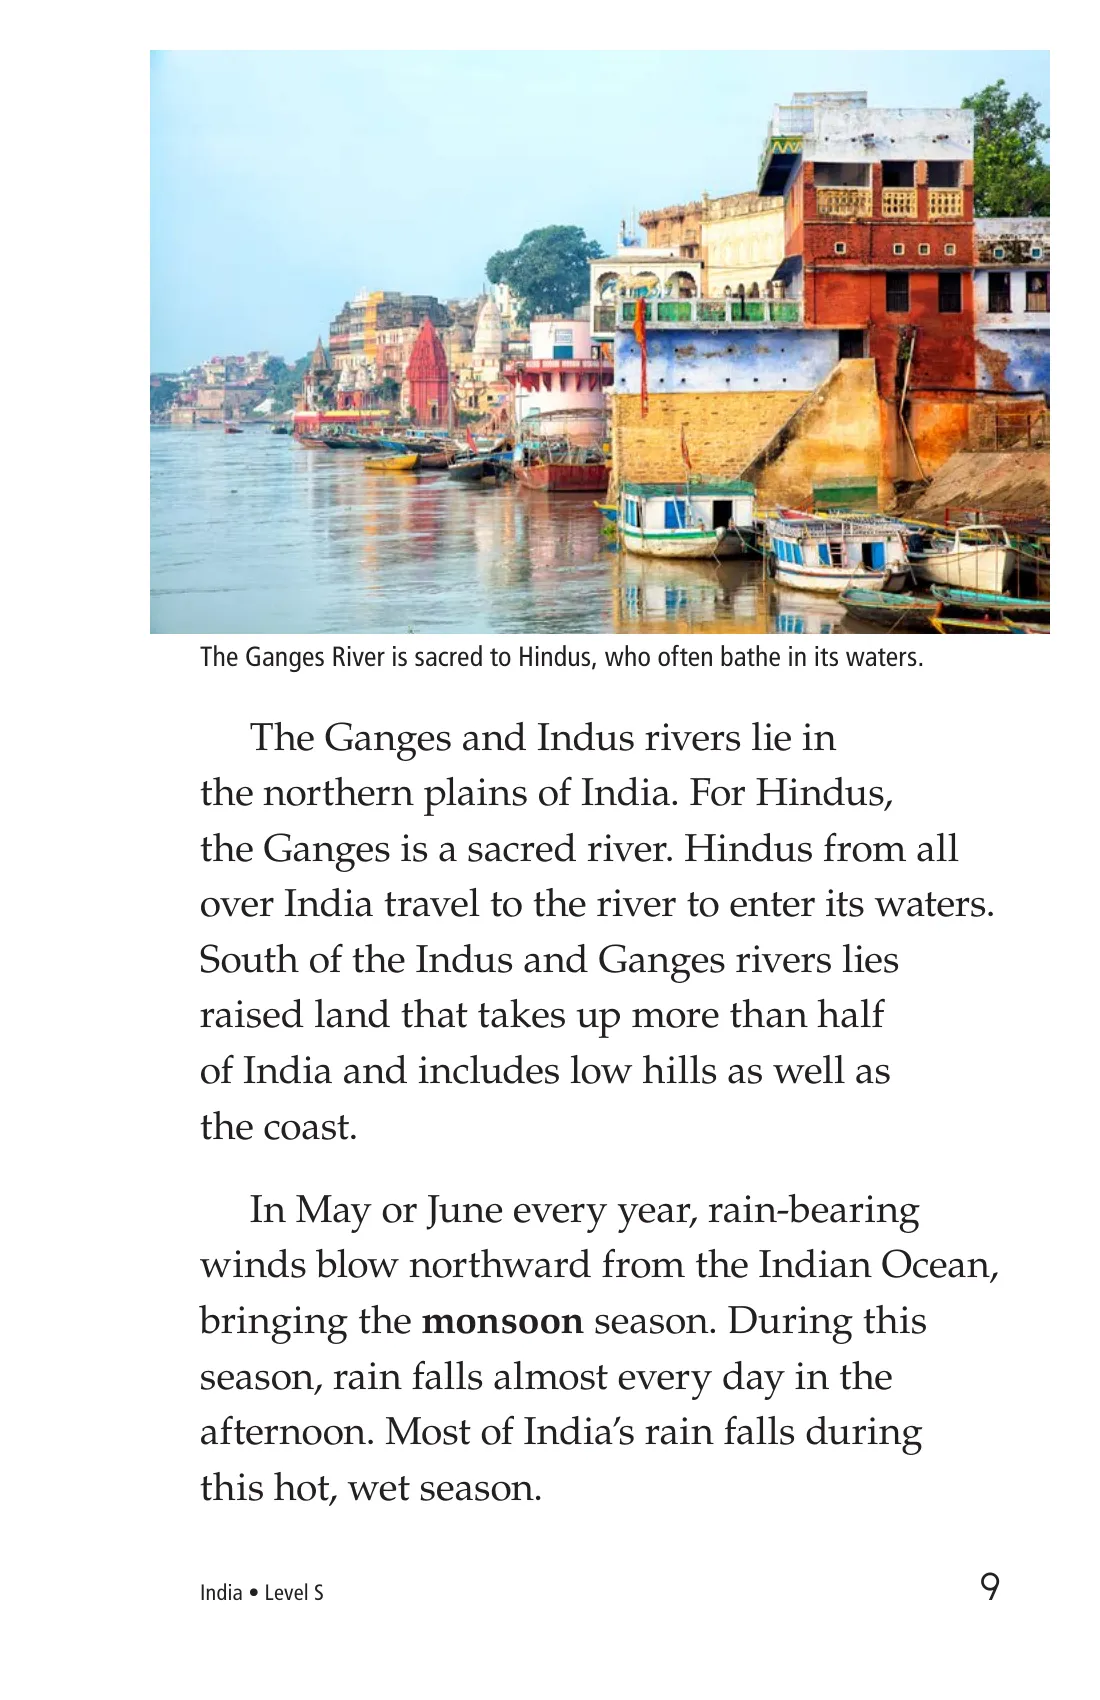 The Ganges River is sacred to Hindus, who often bathe in its waters.
The Ganges and Indus rivers lie in
the northern plains of India. For Hindus,
the Ganges is a sacred river. Hindus from all
over India travel to the river to enter its waters.
South of the Indus and Ganges rivers lies
raised land that takes up more than half
of India and includes low hills as well as
the coast.
In May or June every year, rain-bearing
winds blow northward from the Indian Ocean,
bringing the monsoon season. During this
season, rain falls almost every day in the
afternoon. Most of India’s rain falls during
this hot, wet season.
India • Level S
9